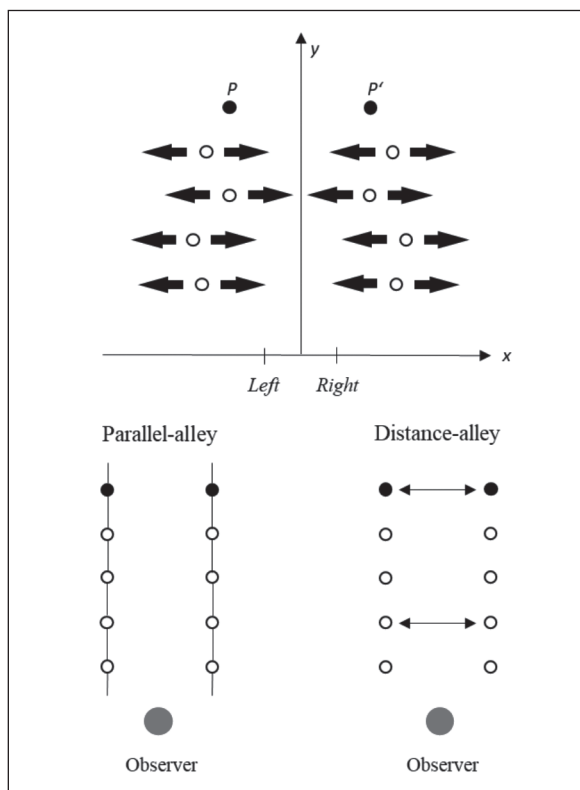 y
P P‘
x
Left Right
Parallel-alley Distance-alley
Observer Observer